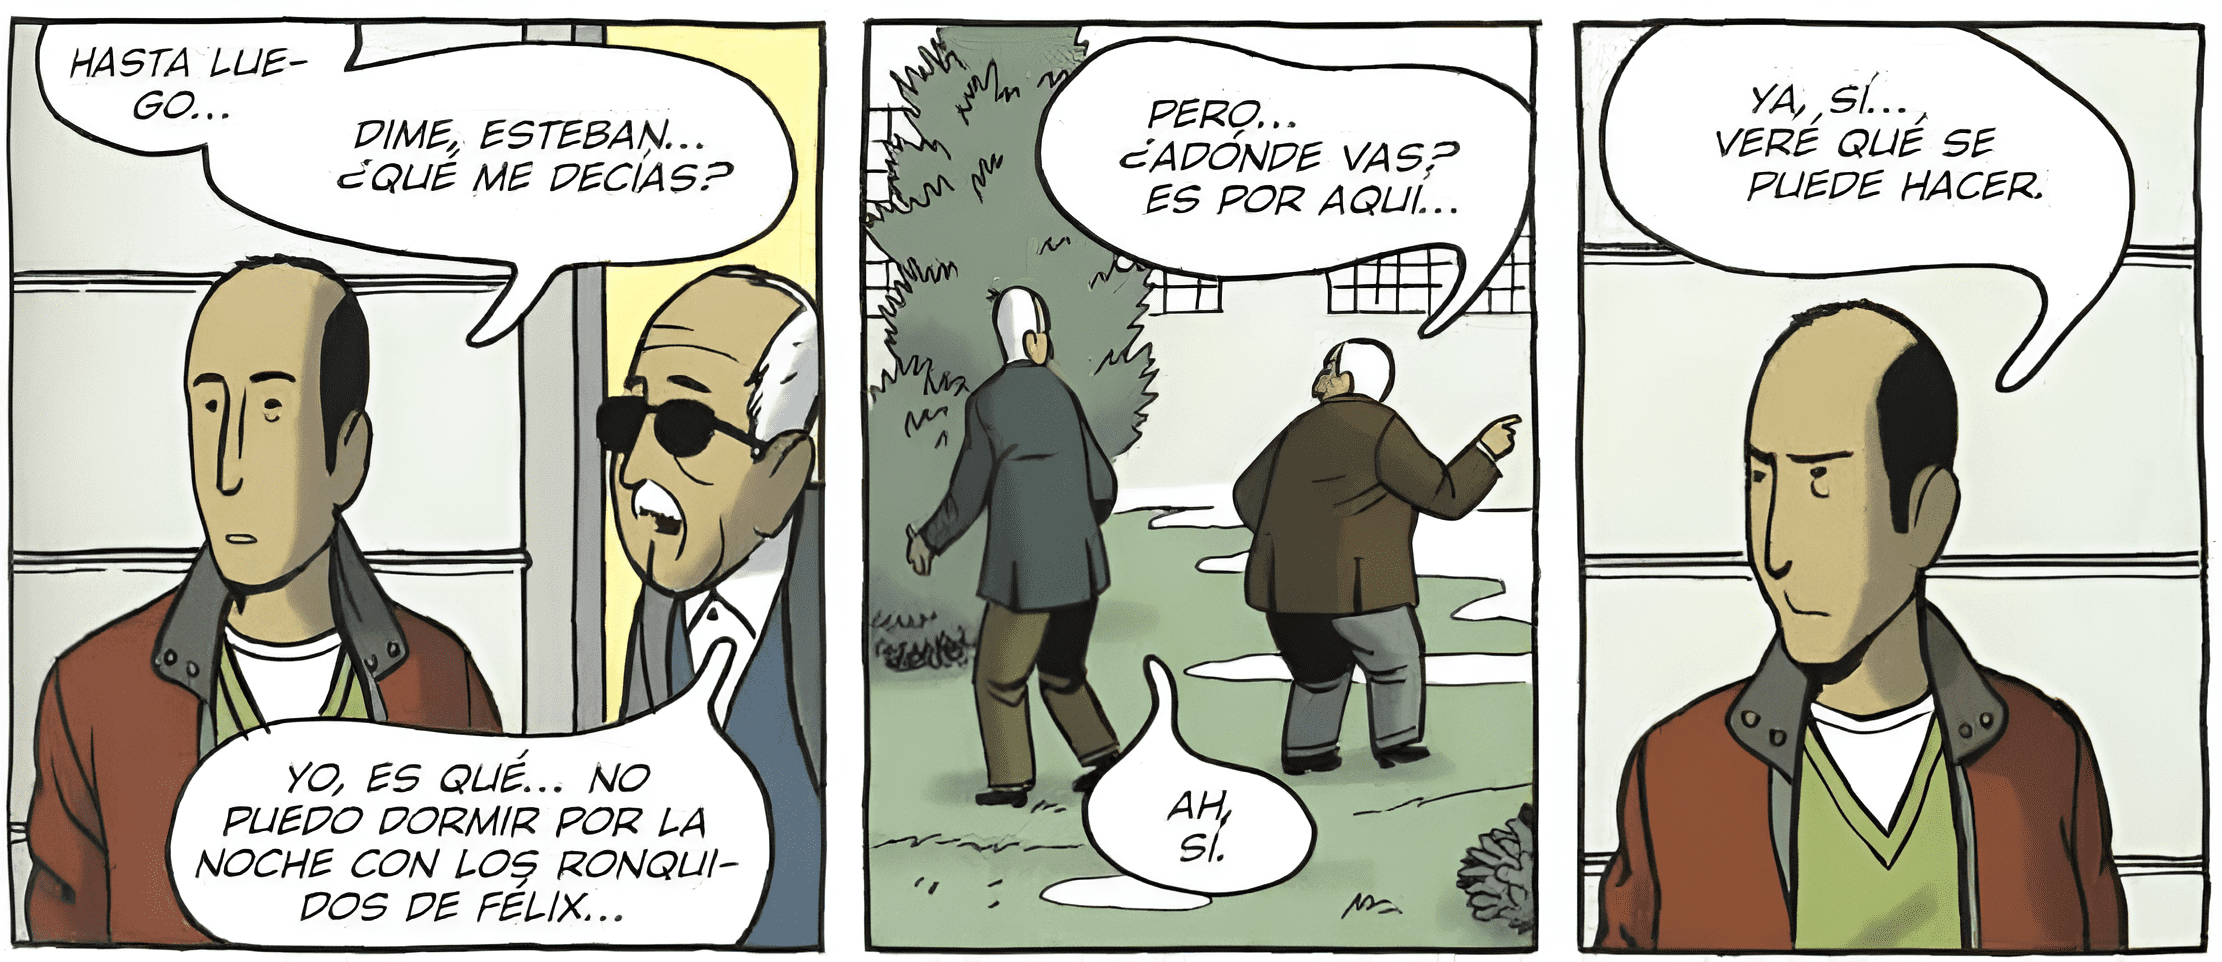 HASTA LUE-
GO...
DIME, ESTEBAN...
¿QUÉ ME DECÍAS?
YO, ES QUÉ... NO
PUEDO DORMIR POR LA
NOCHE CON LOS RONQUI-
DOS DE FÉLIX...
PERO...
¿ADÓNDE VAS?
ES POR AQUÍ...
AH,
SÍ.
YA, SÍ...
VERÉ QUÉ SE
PUEDE HACER.